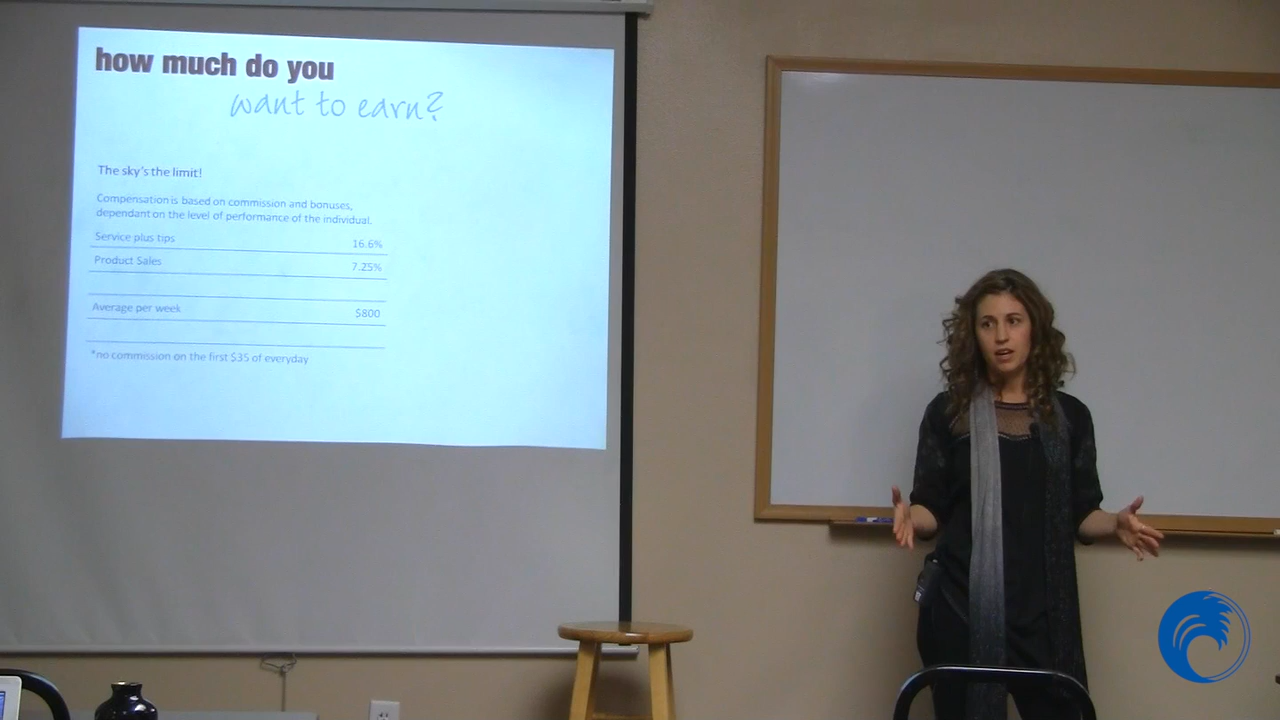 how much do you
want to earn?
The sky's the limit!
Compensation is based on commission and bonuses,
dependant on the level of performance of the individual.
Service plus tips 16.6%
Product Sales 7.25%
Average per week $800
*no commission on the first $35 of everyday